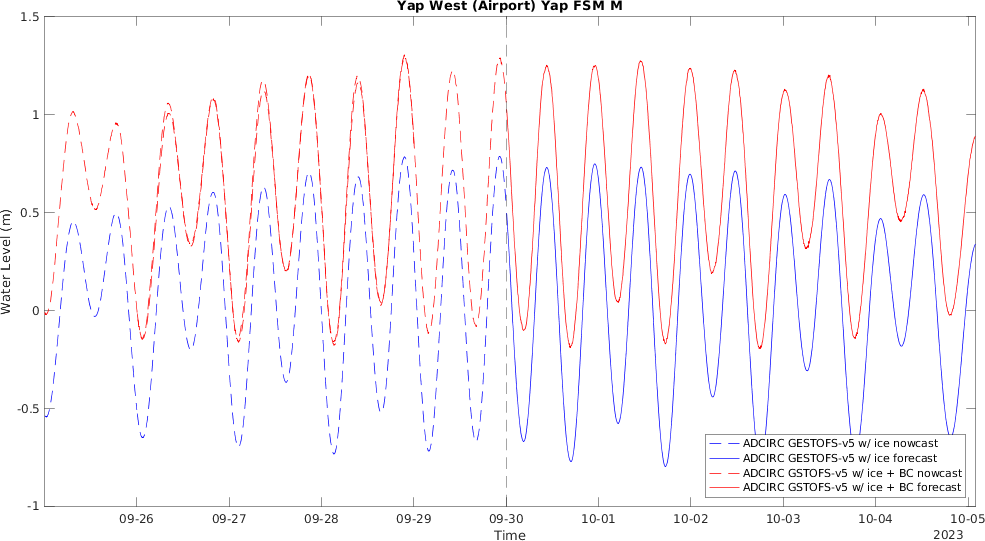 Yap West (Airport) Yap FSM M
1.5
1
0.5
0
-0.5
-1
Water Level (m)
09-26 09-27 09-28 09-29 09-30 10-01 10-02 10-03 10-04 10-05
Time
2023
ADCIRC GESTOFS-v5 w/ ice nowcast
ADCIRC GESTOFS-v5 w/ ice forecast
ADCIRC GSTOFS-v5 w/ ice + BC nowcast
ADCIRC GSTOFS-v5 w/ ice + BC forecast